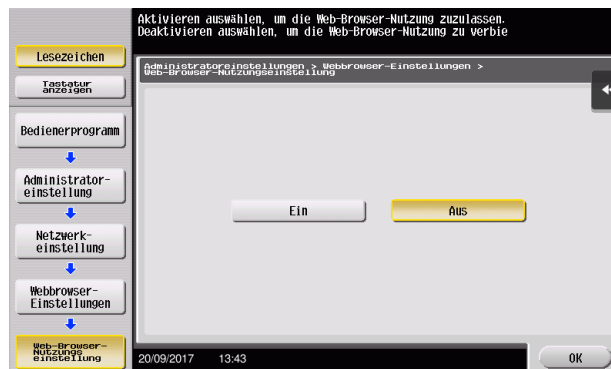 Aktivieren auswählen, um die Web-Browser-Nutzung zuzulassen.
Deaktivieren auswählen, um die Web-Browser-Nutzung zu verbie
Lesezeichen
Tastatur
anzeigen
Administratoreinstellungen > Webbrowser-Einstellungen >
Web-Browser-Nutzungseinstellung
Bedienerprogramm
Administrator-
einstellung
Netzwerk-
einstellung
Webbrowser-
Einstellungen
Web-Browser-
Nutzungs
einstellung
Ein
Aus
20/09/2017 13:43
OK